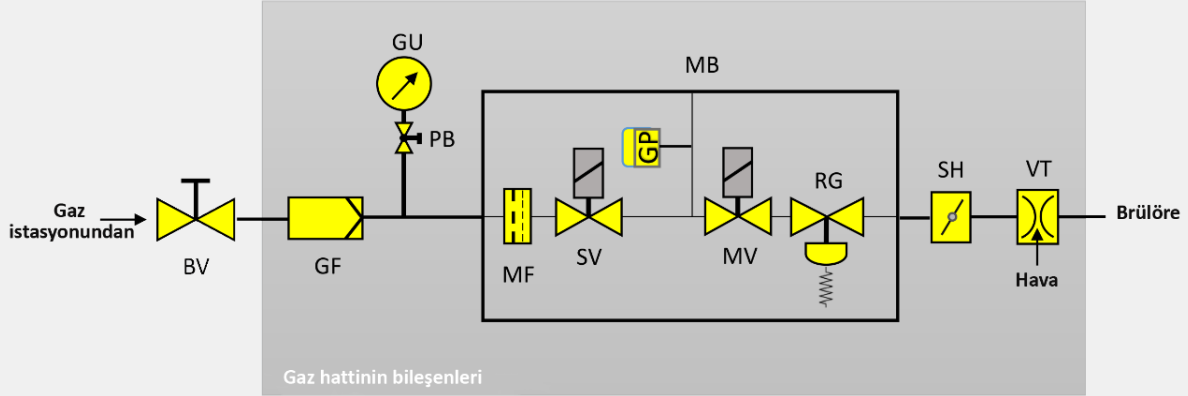 GU
MB
PB
GP
SH
VT
RG
Gaz
istasyonundan
Brülöre
BV
GF
MF
SV
MV
Hava
Gaz hattinin bileşenleri